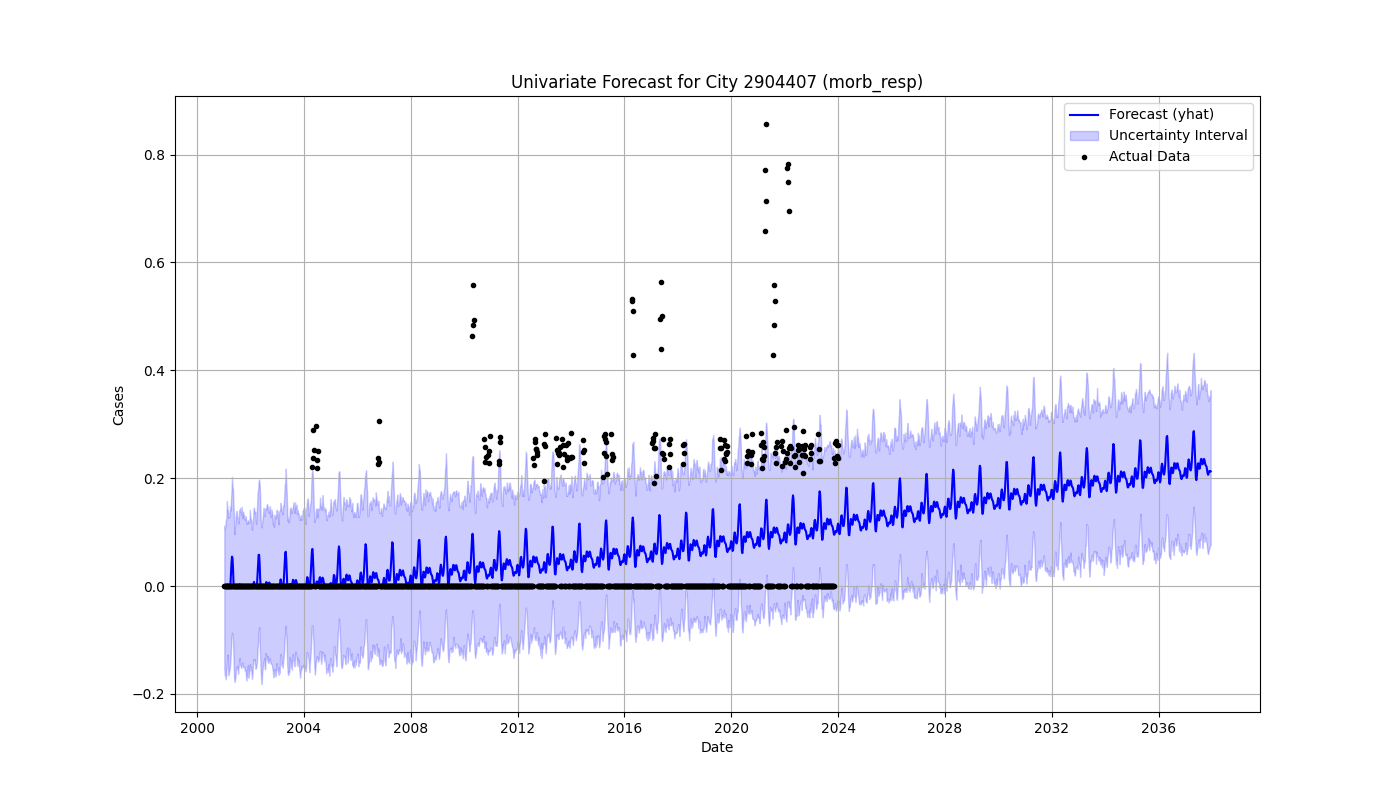 Univariate Forecast for City 2904407 (morb_resp)
Forecast (yhat)
Uncertainty Interval
Actual Data
Cases
0.8
0.6
0.4
0.2
0.0
−0.2
2000 2004 2008 2012 2016 2020 2024 2028 2032 2036
Date